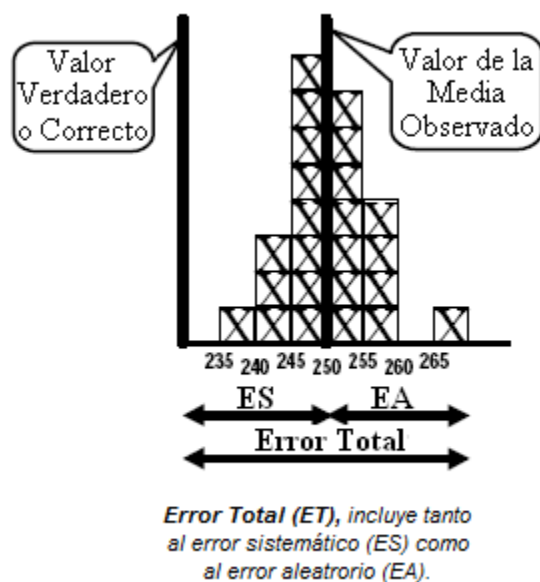 Valor
Verdadero
o Correcto
Valor de la
Media
Observado
235 240 245 250 255 260 265
ES EA
Error Total
Error Total (ET), incluye tanto
al error sistemático (ES) como
al error aleatrorio (EA).